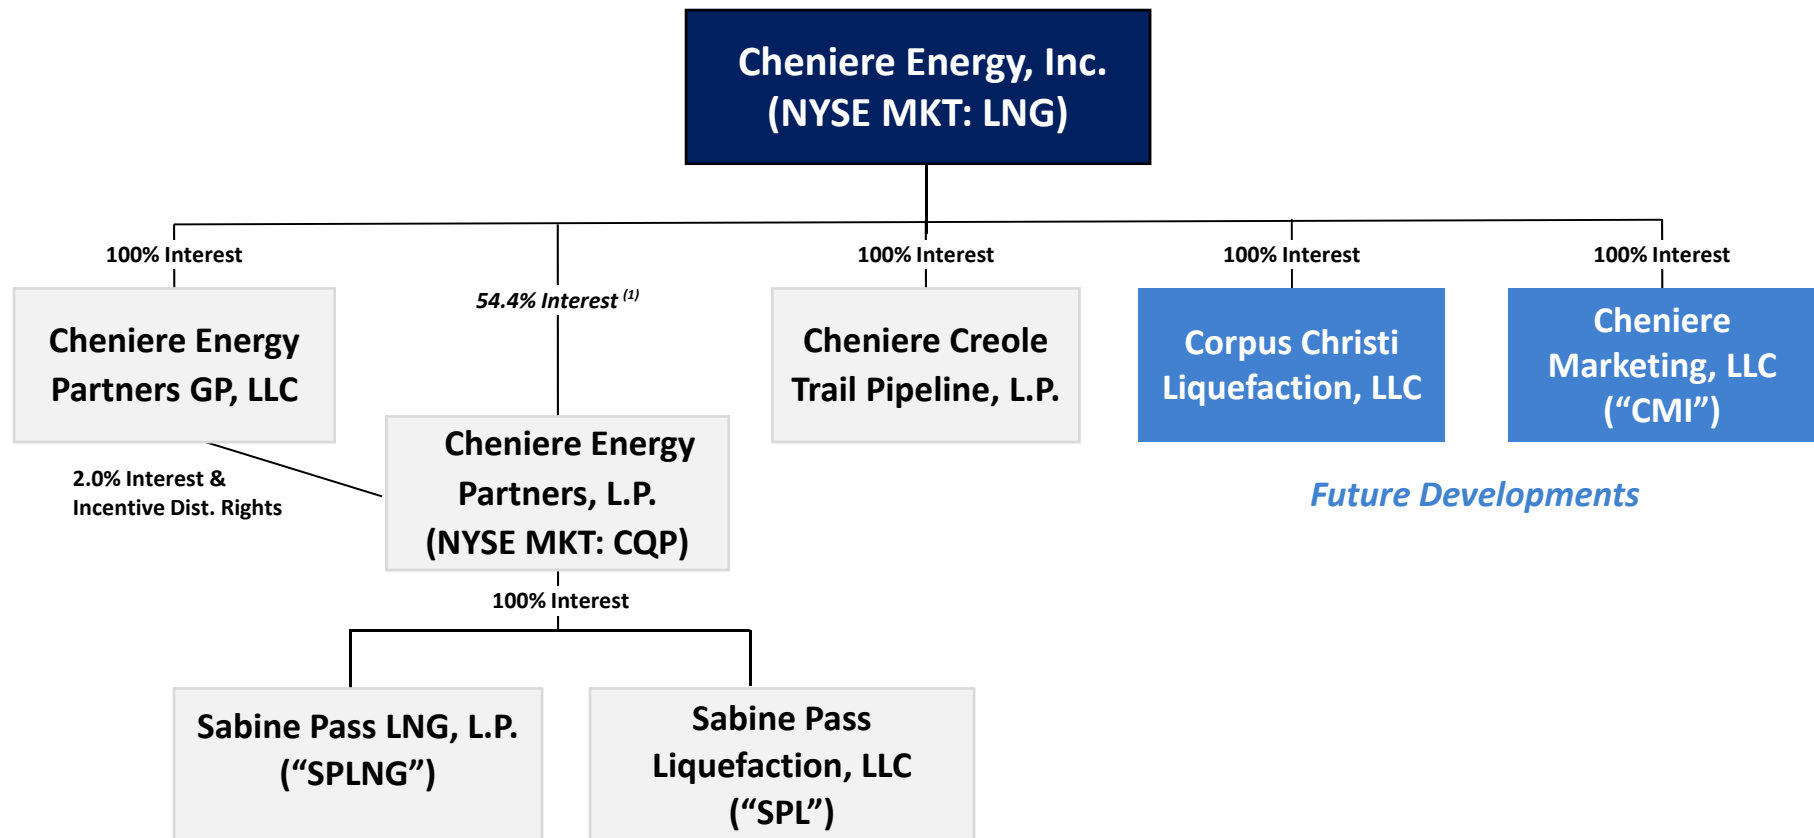 Cheniere Energy, Inc.
(NYSE MKT: LNG)
100% Interest
54.4% Interest (1)
100% Interest
100% Interest
100% Interest
Cheniere Energy
Partners GP, LLC
Cheniere Creole
Trail Pipeline, L.P.
Corpus Christi
Liquefaction, LLC
Cheniere
Marketing, LLC
(“CMI”)
2.0% Interest &
Incentive Dist. Rights
Cheniere Energy
Partners, L.P.
(NYSE MKT: CQP)
Future Developments
100% Interest
Sabine Pass LNG, L.P.
(“SPLNG”)
Sabine Pass
Liquefaction, LLC
(“SPL”)